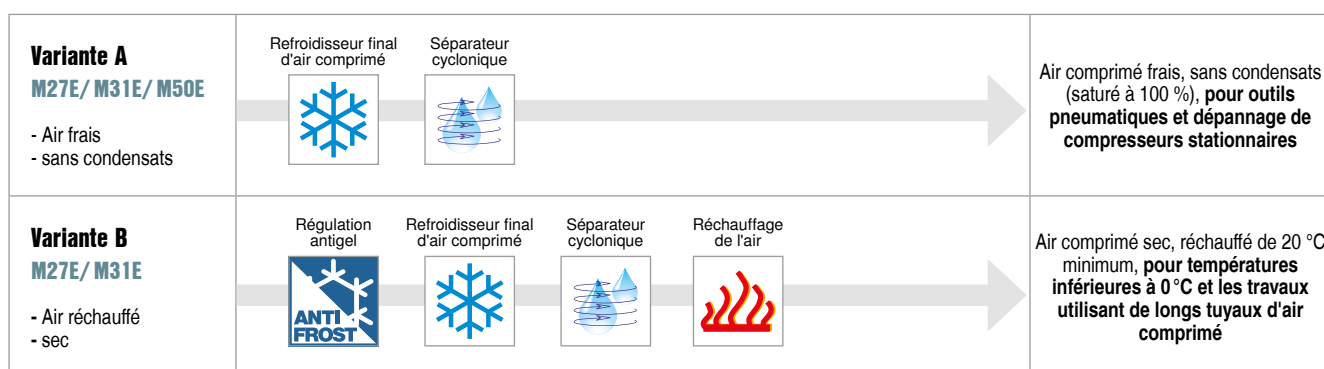 Variante A
M27E/ M31E/ M50E
- Air frais
- sans condensats
Refroidisseur final
d'air comprimé
Séparateur
cyclonique
Air comprimé frais, sans condensats
(saturé à 100 %), pour outils
pneumatiques et dépannage de
compresseurs stationnaires
Variante B
M27E/ M31E
- Air réchauffé
- sec
Régulation
antigel
ANTI
FROST
Refroidisseur final
d'air comprimé
Séparateur
cyclonique
Réchauffage
de l'air
Air comprimé sec, réchauffé de 20 °C
minimum, pour températures
inférieures à 0 °C et les travaux
utilisant de longs tuyaux d'air
comprimé